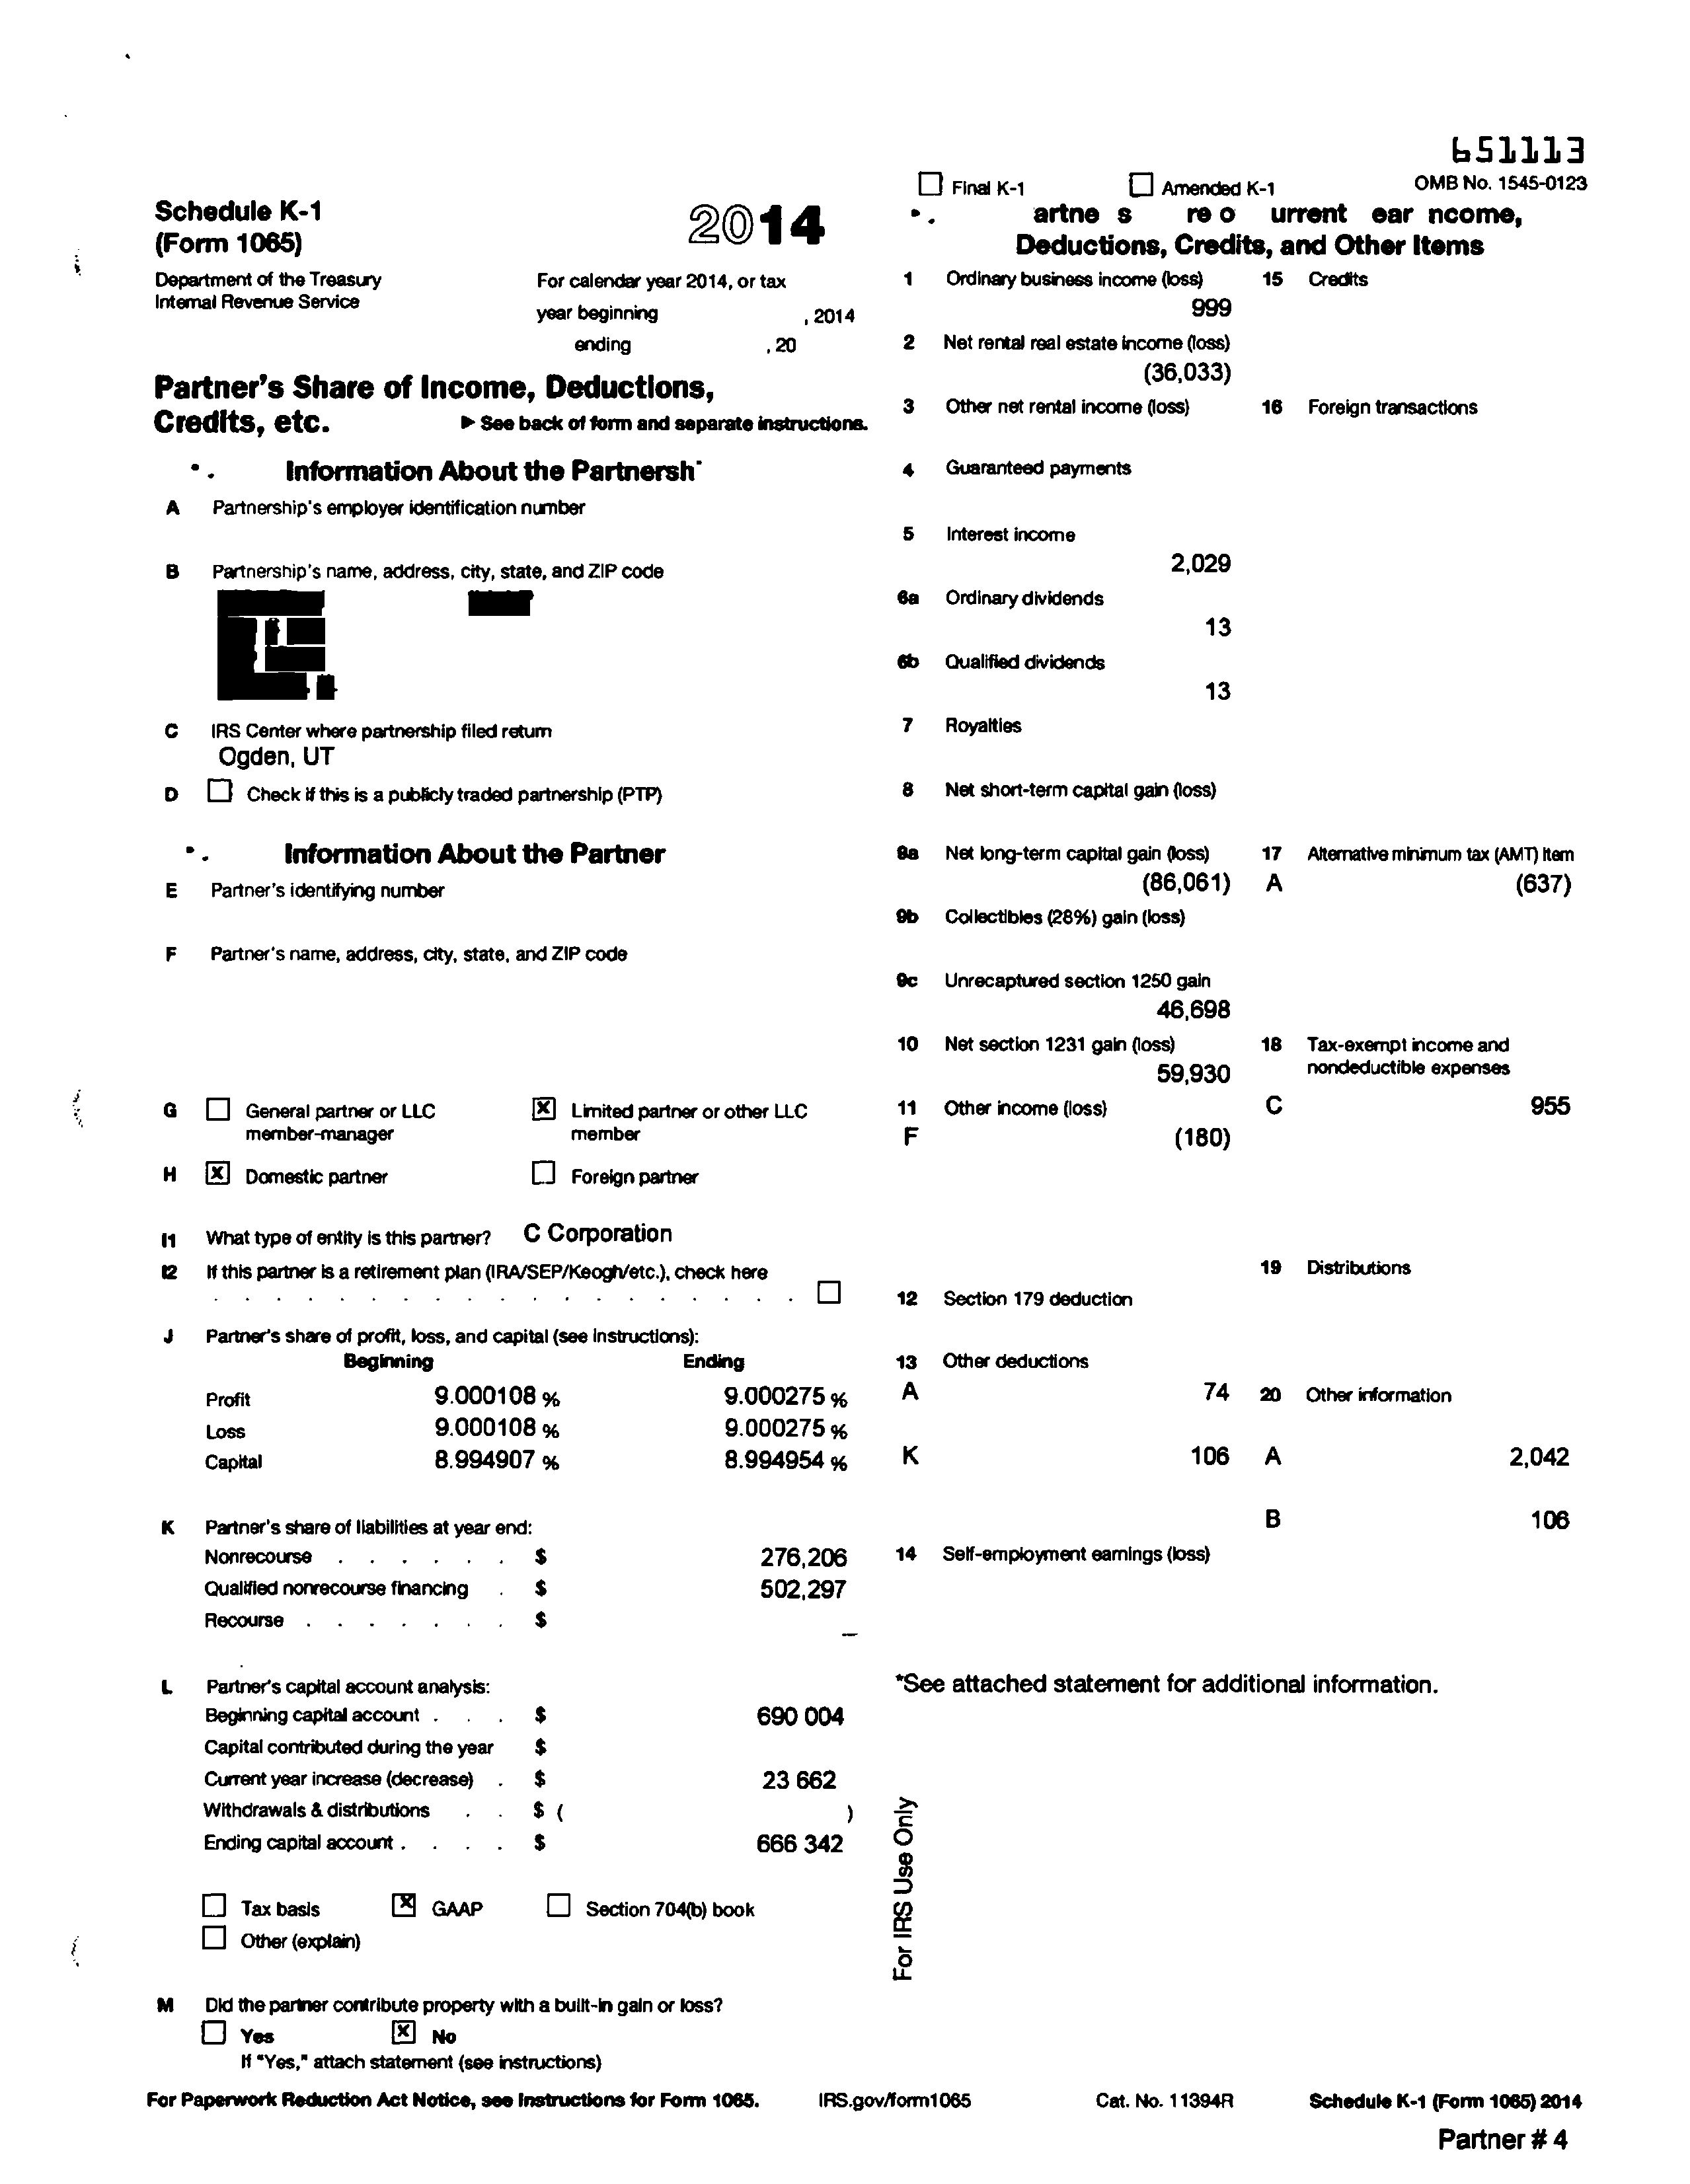 651113
Final K-1
Amended K-1
OMB No. 1545-0123
Schedule K-1
(Form 1065)
2014
Department of the Treasury
Internal Revenue Service
For calendar year 2014, or tax
year beginning , 2014
ending , 20
Partner's Share of Income, Deductions,
Credits, etc. ▶ See back of form and separate instructions.
Information About the Partnersh
A Partnership's employer identification number
B Partnership's name, address, city, state, and ZIP code
C IRS Center where partnership filed return
Ogden, UT
D Check if this is a publicly traded partnership (PTP)
Information About the Partner
E Partner's identifying number
F Partner's name, address, city, state, and ZIP code
G General partner or LLC member-manager
X Limited partner or other LLC member
H X Domestic partner
Foreign partner
I1 What type of entity is this partner? C Corporation
I2 If this partner is a retirement plan (IRA/SEP/Keogh/etc.), check here
J Partner's share of profit, loss, and capital (see instructions):
Beginning Ending
Profit 9.000108 % 9.000275 %
Loss 9.000108 % 9.000275 %
Capital 8.994907 % 8.994954 %
K Partner's share of liabilities at year end:
Nonrecourse . . . . . . $ 276,206
Qualified nonrecourse financing . $ 502,297
Recourse . . . . . . . $
L Partner's capital account analysis:
Beginning capital account . . . $ 690 004
Capital contributed during the year $
Current year increase (decrease) . $ 23 662
Withdrawals & distributions . . $ ( )
Ending capital account . . . . $ 666 342
Tax basis X GAAP Section 704(b) book
Other (explain)
M Did the partner contribute property with a built-in gain or loss?
Yes X No
If "Yes," attach statement (see instructions)
artne s re o urrent ear ncome,
Deductions, Credits, and Other Items
1 Ordinary business income (loss)
999
2 Net rental real estate income (loss)
(36,033)
3 Other net rental income (loss)
4 Guaranteed payments
5 Interest income
2,029
6a Ordinary dividends
13
6b Qualified dividends
13
7 Royalties
8 Net short-term capital gain (loss)
9a Net long-term capital gain (loss)
(86,061)
9b Collectibles (28%) gain (loss)
9c Unrecaptured section 1250 gain
46,698
10 Net section 1231 gain (loss)
59,930
11 Other income (loss)
F (180)
12 Section 179 deduction
13 Other deductions
A 74
K 106
14 Self-employment earnings (loss)
15 Credits
16 Foreign transactions
17 Alternative minimum tax (AMT) item
A (637)
18 Tax-exempt income and
nondeductible expenses
C 955
19 Distributions
20 Other information
A 2,042
B 106
*See attached statement for additional information.
For IRS Use Only
For Paperwork Reduction Act Notice, see Instructions for Form 1065. IRS.gov/form1065 Cat. No. 11394R Schedule K-1 (Form 1065) 2014
Partner # 4